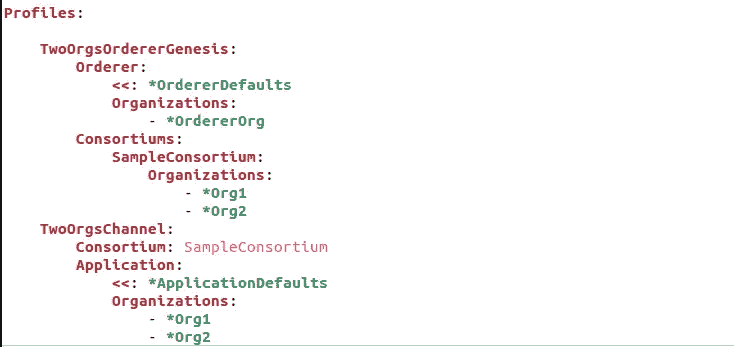 Profiles:
    TwoOrgsOrdererGenesis:
        Orderer:
            <<: *OrdererDefaults
            Organizations:
                - *OrdererOrg
        Consortiums:
            SampleConsortium:
                Organizations:
                    - *Org1
                    - *Org2
    TwoOrgsChannel:
        Consortium: SampleConsortium
        Application:
            <<: *ApplicationDefaults
            Organizations:
                - *Org1
                - *Org2